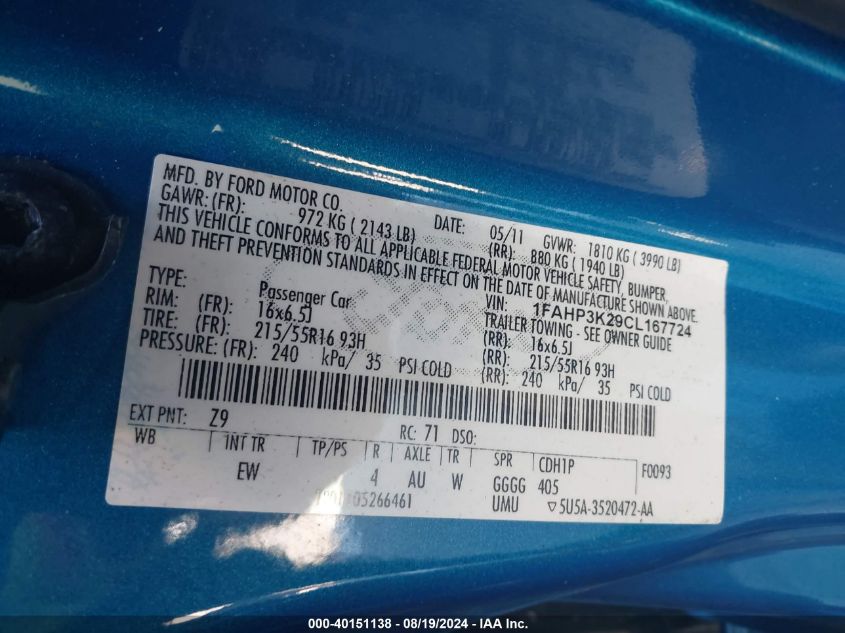 MFD. BY FORD MOTOR CO.
DATE: 05/11 GVWR: 1810 KG ( 3990 LB)
GAWR: (FR): 972 KG ( 2143 LB) (RR): 880 KG ( 1940 LB)
THIS VEHICLE CONFORMS TO ALL APPLICABLE FEDERAL MOTOR VEHICLE SAFETY, BUMPER,
AND THEFT PREVENTION STANDARDS IN EFFECT ON THE DATE OF MANUFACTURE SHOWN ABOVE.
VIN: 1FAHP3K29CL167724
TYPE: Passenger Car TRAILER TOWING - SEE OWNER GUIDE
RIM: (FR): 16x6.5J (RR): 16x6.5J
TIRE: (FR): 215/55R16 93H (RR): 215/55R16 93H
PRESSURE: (FR): 240 kPa/ 35 PSI COLD (RR): 240 kPa/ 35 PSI COLD
EXT PNT: Z9 RC: 71 DSO:
WB INT TR TP/PS R AXLE TR SPR CDH1P F0093
EW 4 AU W GGGG 405
05266461 UMU ▽5U5A-3520472-AA
000-40151138 - 08/19/2024 - IAAI Inc.